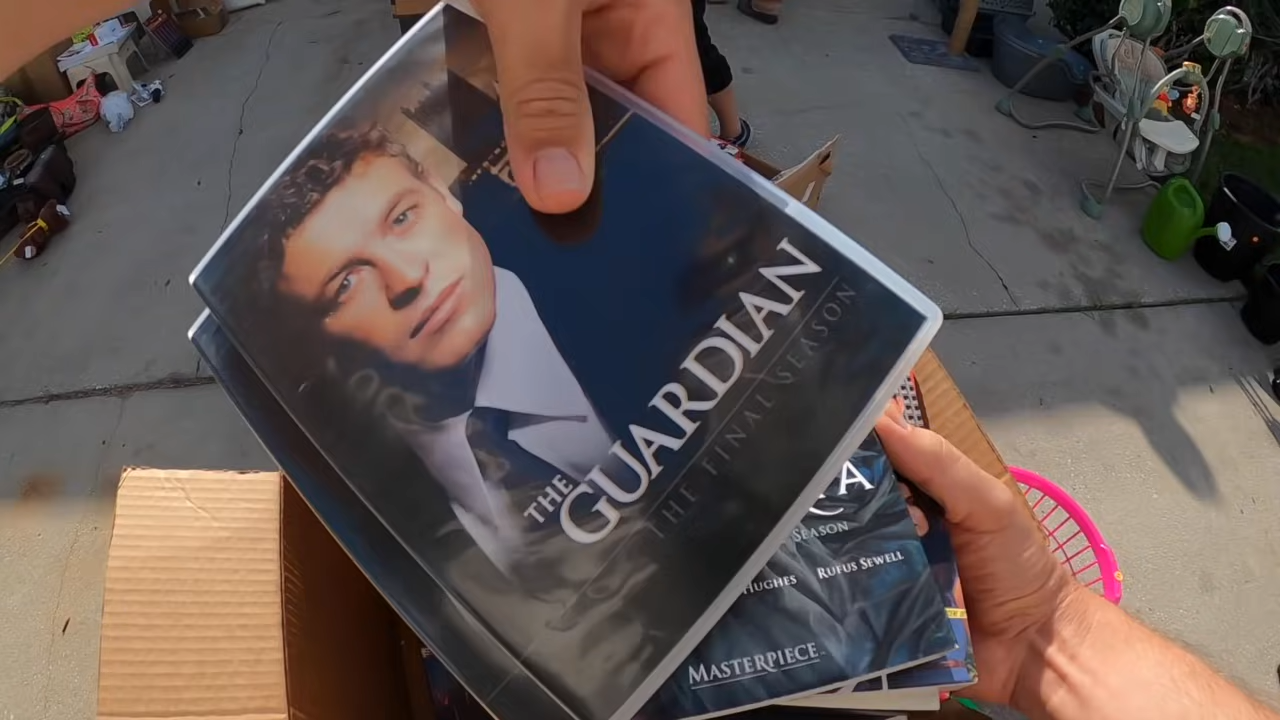 THE
GUARDIAN
THE FINAL SEASON
SEASON
HUGHES RUFUS SEWELL
MASTERPIECE